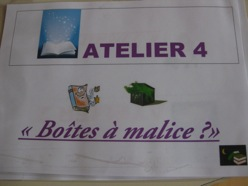 ATELIER 4
« Boîtes à malice ?»